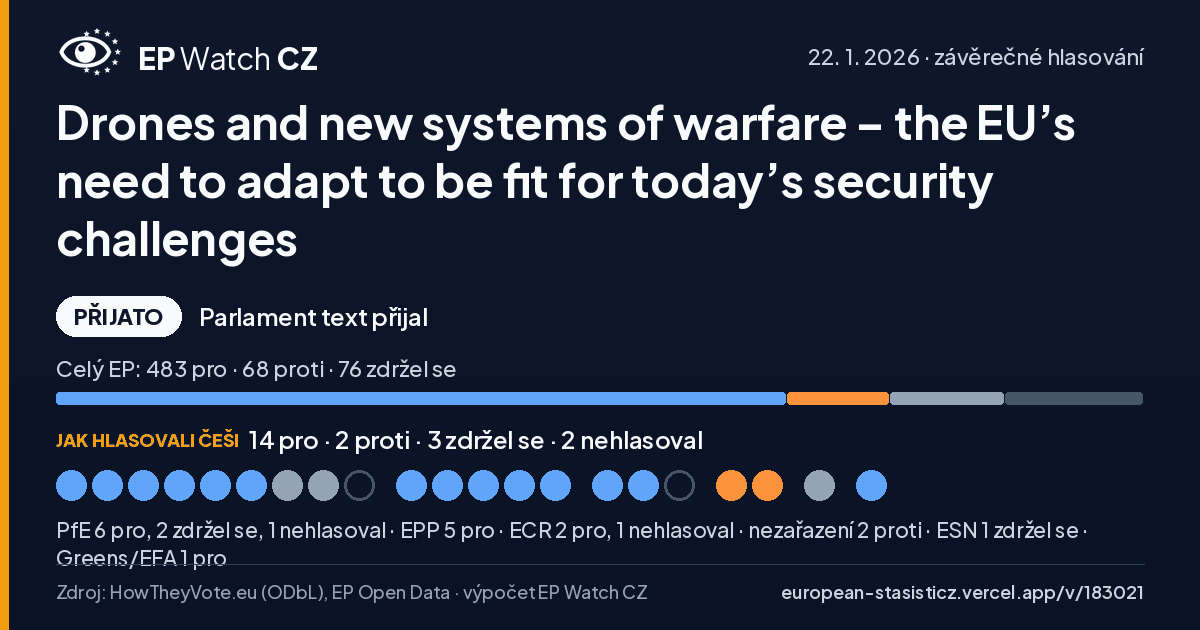 EP Watch CZ
22. 1. 2026 · závěrečné hlasování
Drones and new systems of warfare – the EU’s
need to adapt to be fit for today’s security
challenges
PŘIJATO Parlament text přijal
Celý EP: 483 pro · 68 proti · 76 zdržel se
JAK HLASOVALI ČEŠI 14 pro · 2 proti · 3 zdržel se · 2 nehlasoval
PfE 6 pro, 2 zdržel se, 1 nehlasoval · EPP 5 pro · ECR 2 pro, 1 nehlasoval · nezařazení 2 proti · ESN 1 zdržel se ·
Greens/EFA 1 pro
Zdroj: HowTheyVote.eu (ODbL), EP Open Data · výpočet EP Watch CZ
european-stasisticz.vercel.app/v/183021